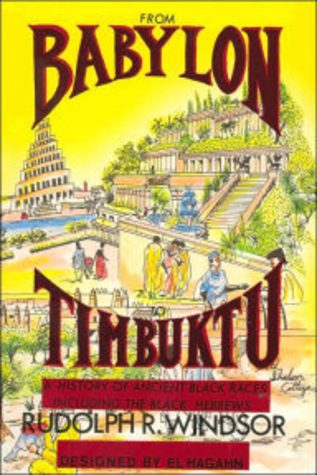 FROM
BABYLON
TO
TIMBUKTU
A HISTORY OF ANCIENT BLACK RACES
INCLUDING THE BLACK HEBREWS
RUDOLPH R. WINDSOR
DESIGNED BY EL HAGAHN